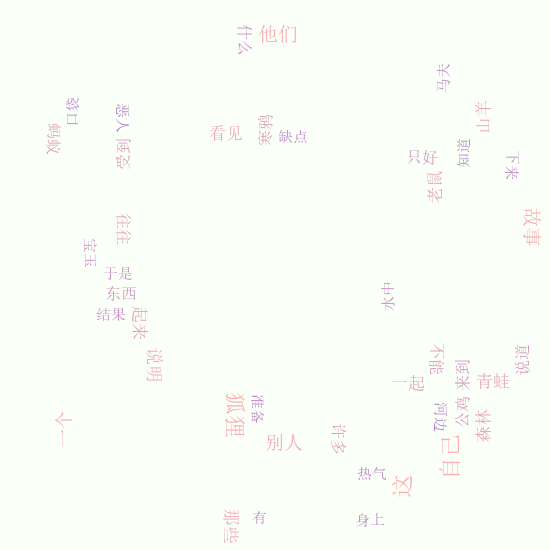 什么
他们
马夫
袋口
恶人
蚂蚁
受到
看见
寒鸦
缺点
山羊
只好
知道
老鼠
下来
往往
故事
宝玉
于是
东西
结果
起来
水中
说明
不能
来到
说道
一起
青蛙
狐狸
准备
一个
别人
许多
河边
公鸡
森林
自己
热气
这
那些
有
身上